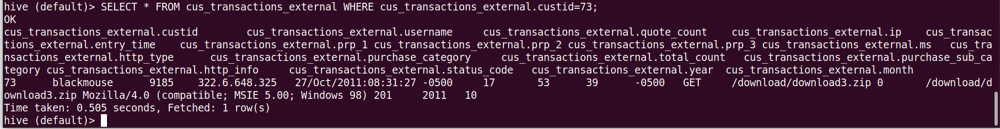 hive (default)> SELECT * FROM cus_transactions_external WHERE cus_transactions_external.custid=73;
OK
cus_transactions_external.custid        cus_transactions_external.username     cus_transactions_external.quote_count    cus_transactions_external.ip    cus_transac
tions_external.entry_time    cus_transactions_external.prp_1 cus_transactions_external.prp_2 cus_transactions_external.prp_3 cus_transactions_external.ms   cus_tra
nsactions_external.http_type      cus_transactions_external.purchase_category     cus_transactions_external.total_count   cus_transactions_external.purchase_sub_ca
tegory cus_transactions_external.http_info     cus_transactions_external.status_code   cus_transactions_external.year  cus_transactions_external.month
73      blackmouse      9185    322.6.648.325   27/Oct/2011:08:31:27 -0500     17       53      39      -0500   GET     /download/download3.zip 0       /download/d
ownload3.zip Mozilla/4.0 (compatible; MSIE 5.00; Windows 98) 201     2011   10
Time taken: 0.505 seconds, Fetched: 1 row(s)
hive (default)>